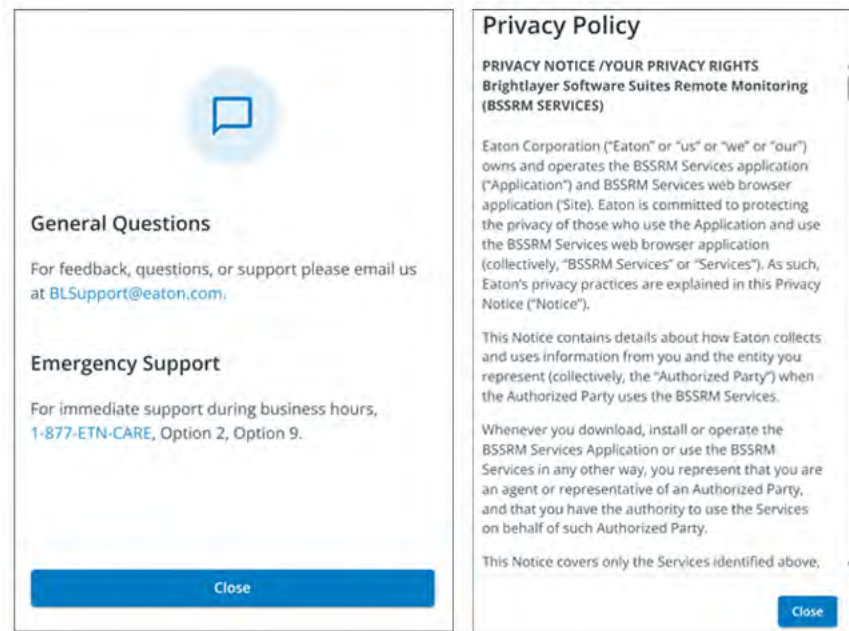 General Questions
For feedback, questions, or support please email us
at BLSupport@eaton.com.
Emergency Support
For immediate support during business hours,
1-877-ETN-CARE, Option 2, Option 9.
Close
Privacy Policy
PRIVACY NOTICE /YOUR PRIVACY RIGHTS
Brightlayer Software Suites Remote Monitoring
(BSSRM SERVICES)
Eaton Corporation ("Eaton" or "us" or "we" or "our")
owns and operates the BSSRM Services application
("Application") and BSSRM Services web browser
application ('Site). Eaton is committed to protecting
the privacy of those who use the Application and use
the BSSRM Services web browser application
(collectively, "BSSRM Services" or "Services"). As such,
Eaton's privacy practices are explained in this Privacy
Notice ("Notice").
This Notice contains details about how Eaton collects
and uses information from you and the entity you
represent (collectively, the "Authorized Party") when
the Authorized Party uses the BSSRM Services.
Whenever you download, install or operate the
BSSRM Services Application or use the BSSRM
Services in any other way, you represent that you are
an agent or representative of an Authorized Party,
and that you have the authority to use the Services
on behalf of such Authorized Party.
This Notice covers only the Services identified above,
Close